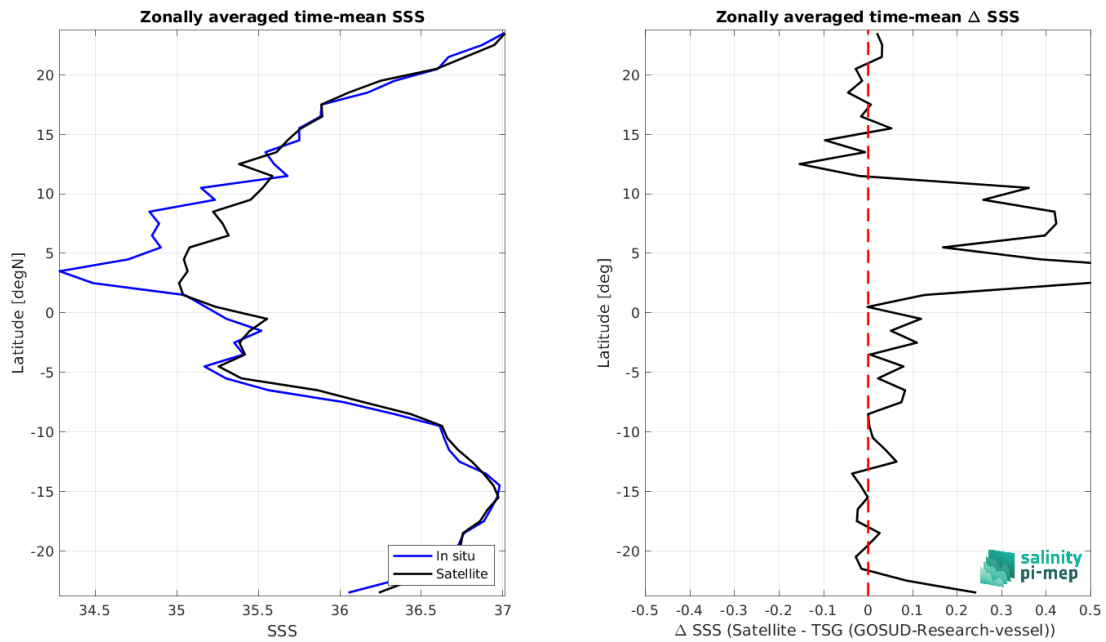 Zonally averaged time-mean SSS
20
15
10
5
0
-5
-10
-15
-20
Latitude [degN]
34.5 35 35.5 36 36.5 37
SSS
In situ
Satellite
Zonally averaged time-mean Δ SSS
20
15
10
5
0
-5
-10
-15
-20
Latitude [deg]
-0.5 -0.4 -0.3 -0.2 -0.1 0 0.1 0.2 0.3 0.4 0.5
Δ SSS (Satellite - TSG (GOSUD-Research-vessel))
salinity
pi-mep